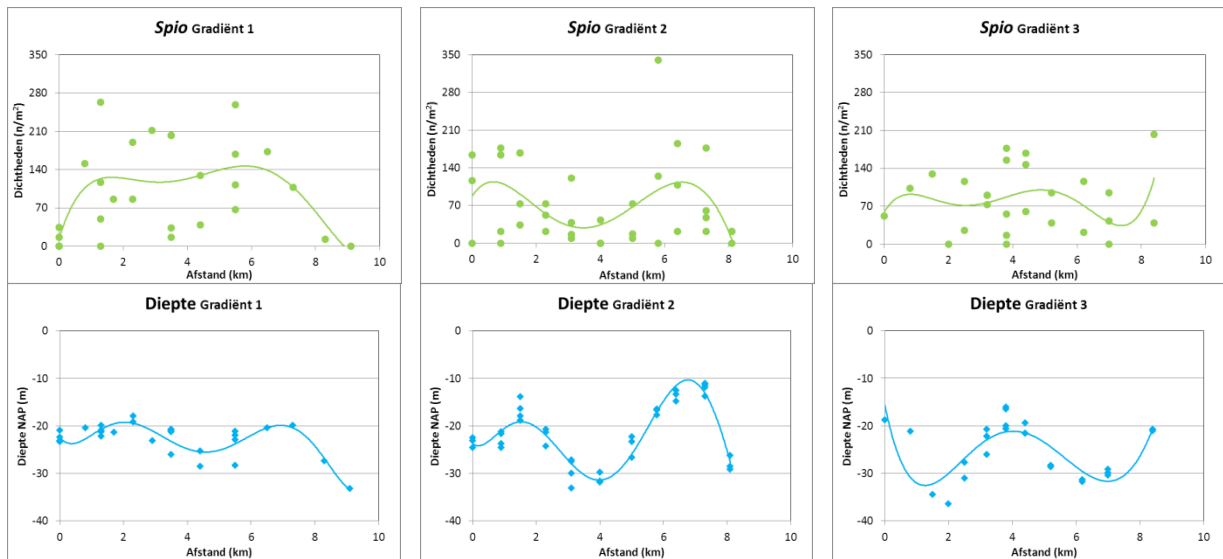 Spio Gradiënt 1
Dichtheden (n/m²)
350
280
210
140
70
0
0 2 4 6 8 10
Afstand (km)
Spio Gradiënt 2
Dichtheden (n/m²)
350
280
210
140
70
0
0 2 4 6 8 10
Afstand (km)
Spio Gradiënt 3
Dichtheden (n/m²)
350
280
210
140
70
0
0 2 4 6 8 10
Afstand (km)
Diepte Gradiënt 1
Diepte NAP (m)
0
-10
-20
-30
-40
0 2 4 6 8 10
Afstand (km)
Diepte Gradiënt 2
Diepte NAP (m)
0
-10
-20
-30
-40
0 2 4 6 8 10
Afstand (km)
Diepte Gradiënt 3
Diepte NAP (m)
0
-10
-20
-30
-40
0 2 4 6 8 10
Afstand (km)